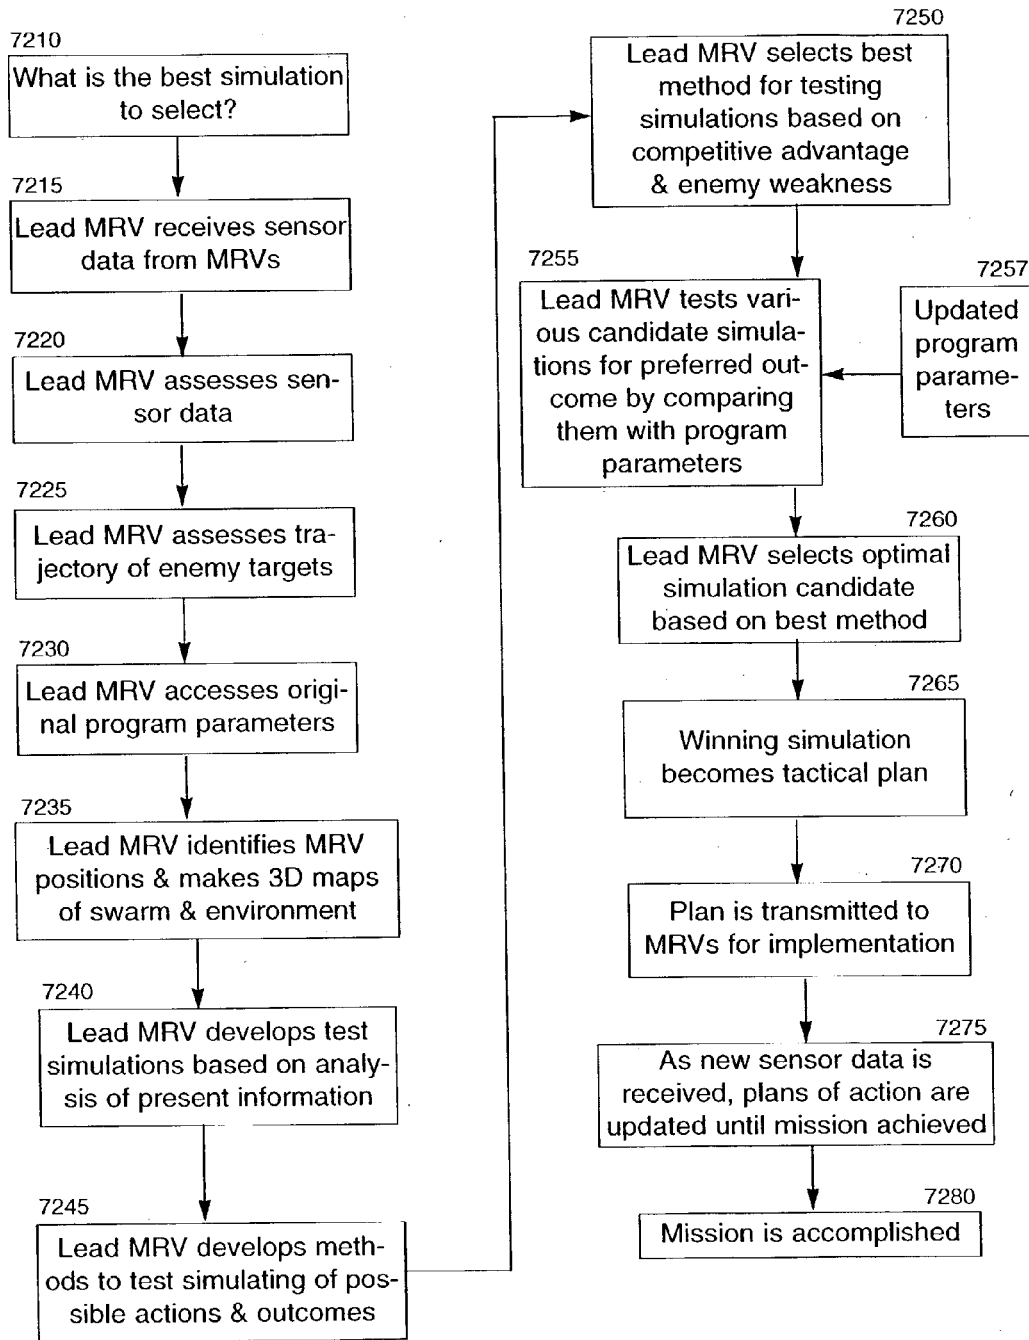 7210
What is the best simulation
to select?
7215
Lead MRV receives sensor
data from MRVs
7220
Lead MRV assesses sen-
sor data
7225
Lead MRV assesses tra-
jectory of enemy targets
7230
Lead MRV accesses origi-
nal program parameters
7235
Lead MRV identifies MRV
positions & makes 3D maps
of swarm & environment
7240
Lead MRV develops test
simulations based on analy-
sis of present information
7245
Lead MRV develops meth-
ods to test simulating of pos-
sible actions & outcomes
7250
Lead MRV selects best
method for testing
simulations based on
competitive advantage
& enemy weakness
7255
Lead MRV tests vari-
ous candidate simula-
tions for preferred out-
come by comparing
them with program
parameters
7257
Updated
program
parame-
ters
7260
Lead MRV selects optimal
simulation candidate
based on best method
7265
Winning simulation
becomes tactical plan
7270
Plan is transmitted to
MRVs for implementation
7275
As new sensor data is
received, plans of action are
updated until mission achieved
7280
Mission is accomplished